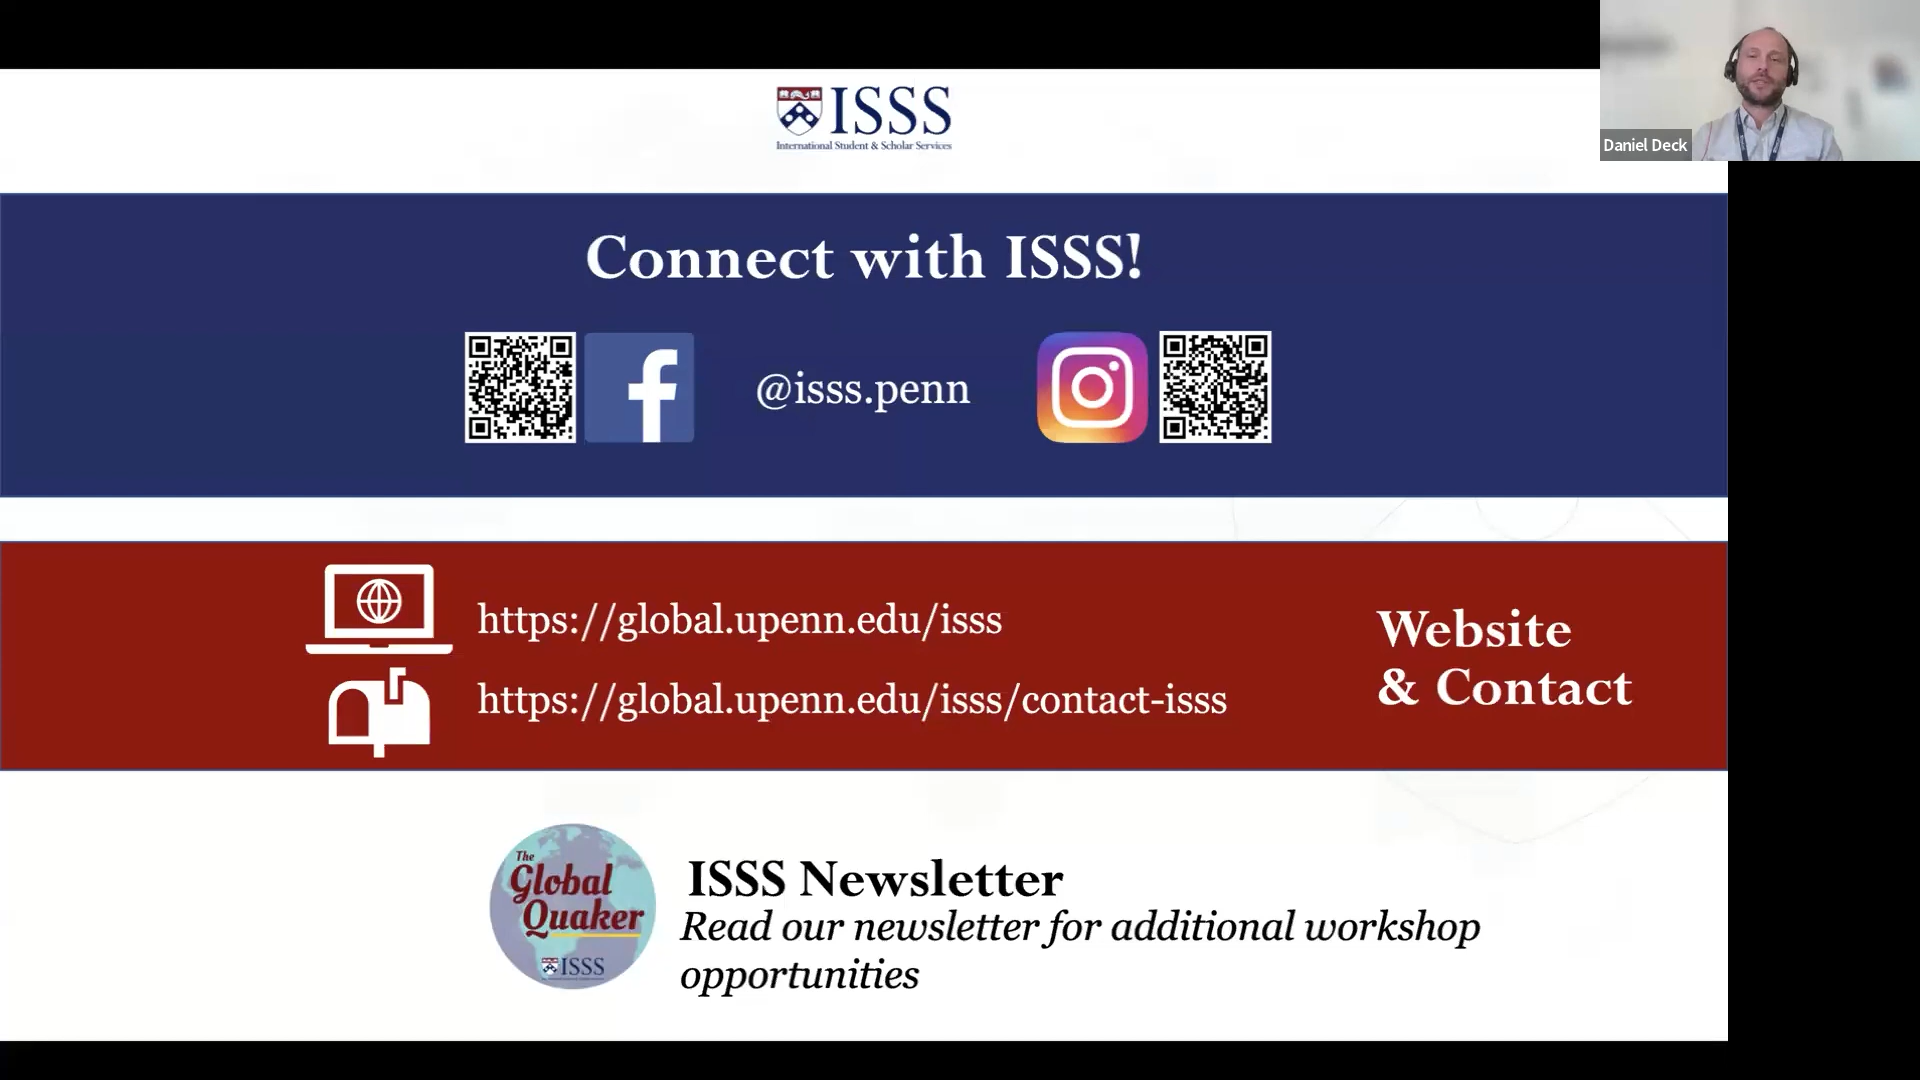 ISSS
International Student & Scholar Services
Daniel Deck
Connect with ISSS!
@isss.penn
https://global.upenn.edu/isss
https://global.upenn.edu/isss/contact-isss
Website
& Contact
The
Global
Quaker
ISSS
ISSS Newsletter
Read our newsletter for additional workshop
opportunities